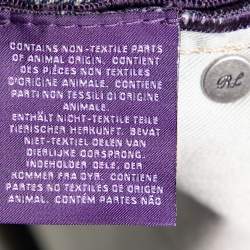 CONTAINS NON-TEXTILE PARTS
OF ANIMAL ORIGIN. CONTIENT
DES PIÈCES NON TEXTILES
D'ORIGINE ANIMALE. CONTIENE
PARTI NON TESSILI DI ORIGINE
ANIMALE.
ENTHÄLT NICHT-TEXTILE TEILE
TIERISCHER HERKUNFT. BEVAT
NIET-TEXTIEL DELEN VAN
DIERLIJKE OORSPRONG.
INDEHOLDER DELE, DER
KOMMER FRA DYR. CONTIENE
PARTES NO TEXTILES DE ORIGEN
ANIMAL. CONTÉM PARTES NÃO
RL